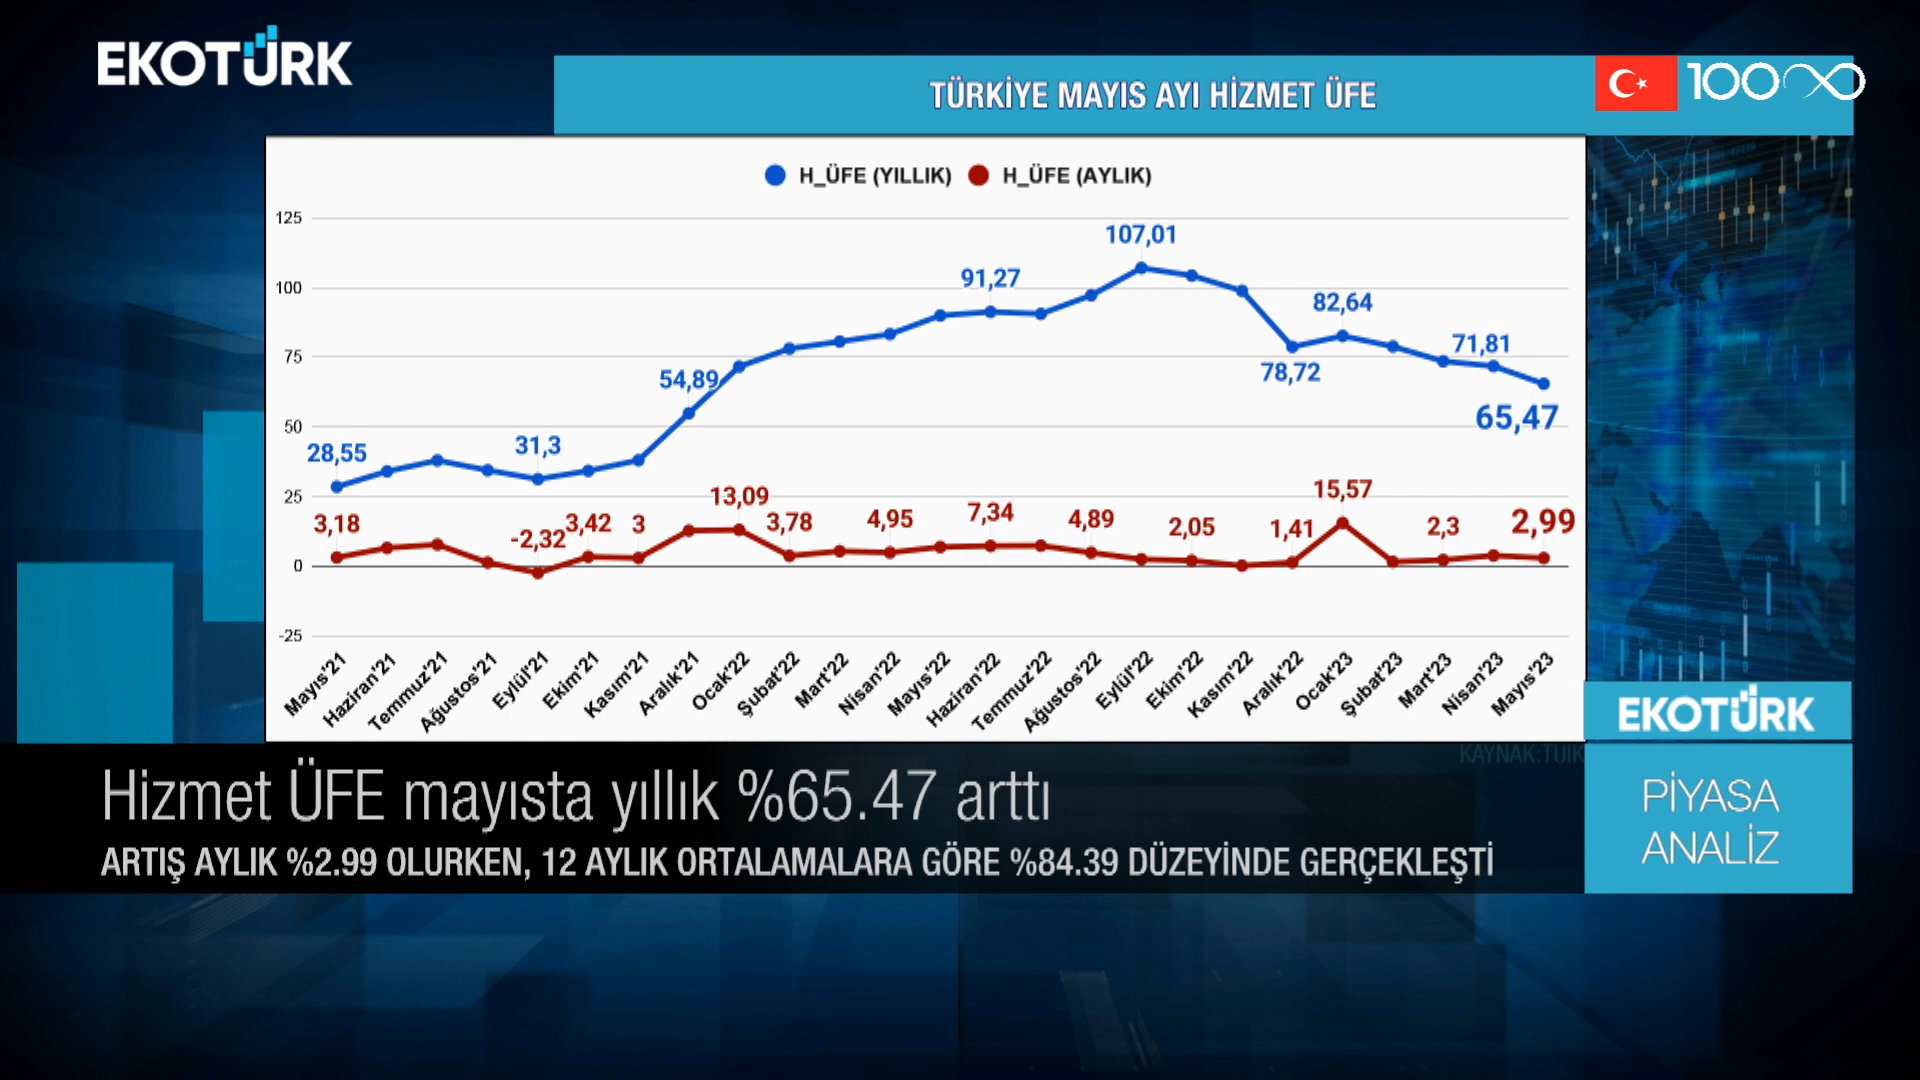 EKOTÜRK
TÜRKİYE MAYIS AYI HİZMET ÜFE
100
H_ÜFE (YILLIK) H_ÜFE (AYLIK)
125
100
75
50
25
0
-25
28,55
31,3
54,89
91,27
107,01
78,72
82,64
71,81
65,47
3,18
-2,32
3,42
3
13,09
3,78
4,95
7,34
4,89
2,05
1,41
15,57
2,3
2,99
Mayıs'21
Haziran'21
Temmuz'21
Ağustos'21
Eylül'21
Ekim'21
Kasım'21
Aralık'21
Ocak'22
Şubat'22
Mart'22
Nisan'22
Mayıs'22
Haziran'22
Temmuz'22
Ağustos'22
Eylül'22
Ekim'22
Kasım'22
Aralık'22
Ocak'23
Şubat'23
Mart'23
Nisan'23
Mayıs'23
EKOTÜRK
KAYNAK:TUIK
Hizmet ÜFE mayısta yıllık %65.47 arttı
ARTIŞ AYLIK %2.99 OLURKEN, 12 AYLIK ORTALAMALARA GÖRE %84.39 DÜZEYİNDE GERÇEKLEŞTİ
PİYASA
ANALİZ